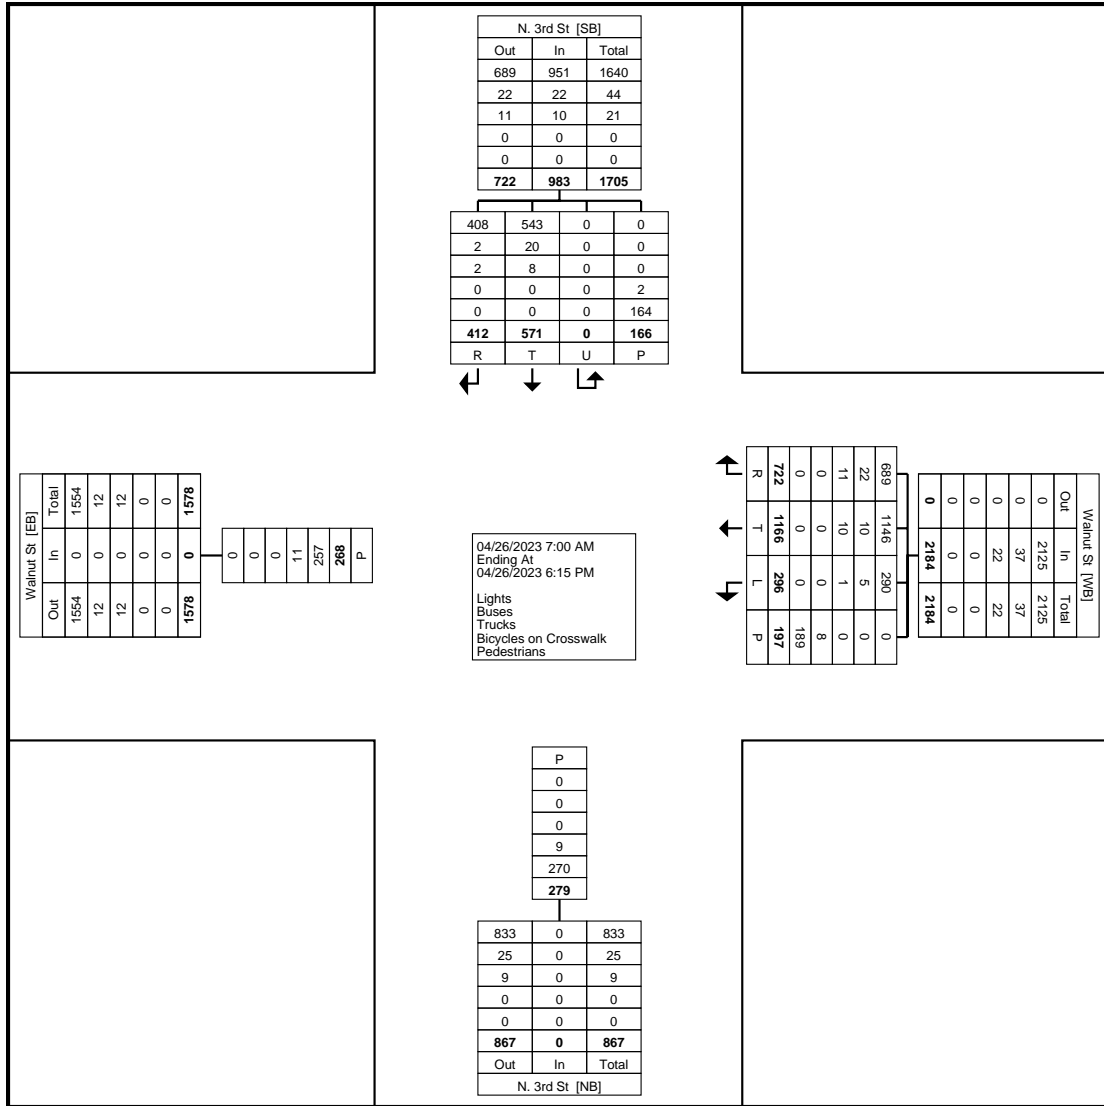 N. 3rd St [SB]
Out In Total
689 951 1640
22 22 44
11 10 21
0 0 0
0 0 0
722 983 1705
408 543 0 0
2 20 0 0
2 8 0 0
0 0 0 2
0 0 0 164
412 571 0 166
R T U P
Walnut St [EB]
Total 1554 12 12 0 0 1578
In 0 0 0 0 0 0
Out 1554 12 12 0 0 1578
0 0 0 11 257 268 P
04/26/2023 7:00 AM
Ending At
04/26/2023 6:15 PM
Lights
Buses
Trucks
Bicycles on Crosswalk
Pedestrians
R 722 0 0 11 22 689
T 1166 0 0 10 10 1146
L 296 0 0 1 5 290
P 197 189 8 0 0 0
Walnut St [WB]
Out In Total
0 2125 2125
0 37 37
0 22 22
0 0 0
0 0 0
0 2184 2184
P
0
0
0
9
270
279
833 0 833
25 0 25
9 0 9
0 0 0
0 0 0
867 0 867
Out In Total
N. 3rd St [NB]